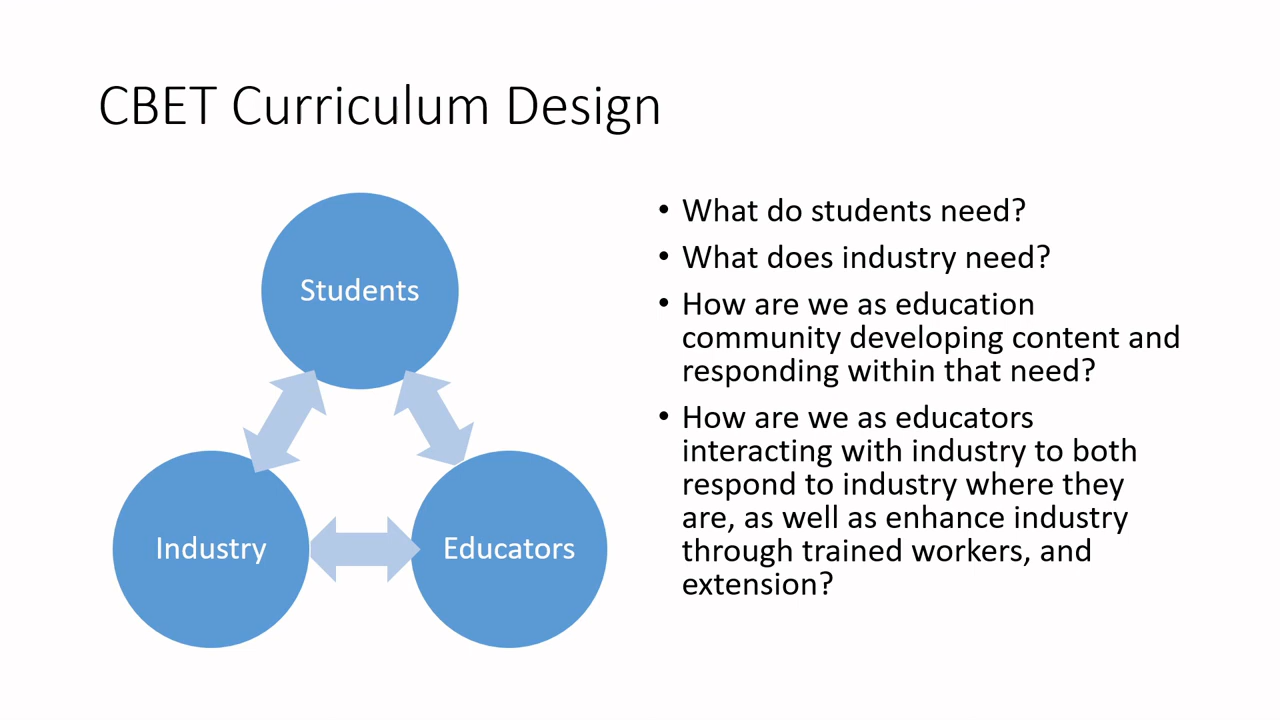 CBET Curriculum Design
Students
Industry
Educators
• What do students need?
• What does industry need?
• How are we as education
community developing content and
responding within that need?
• How are we as educators
interacting with industry to both
respond to industry where they
are, as well as enhance industry
through trained workers, and
extension?